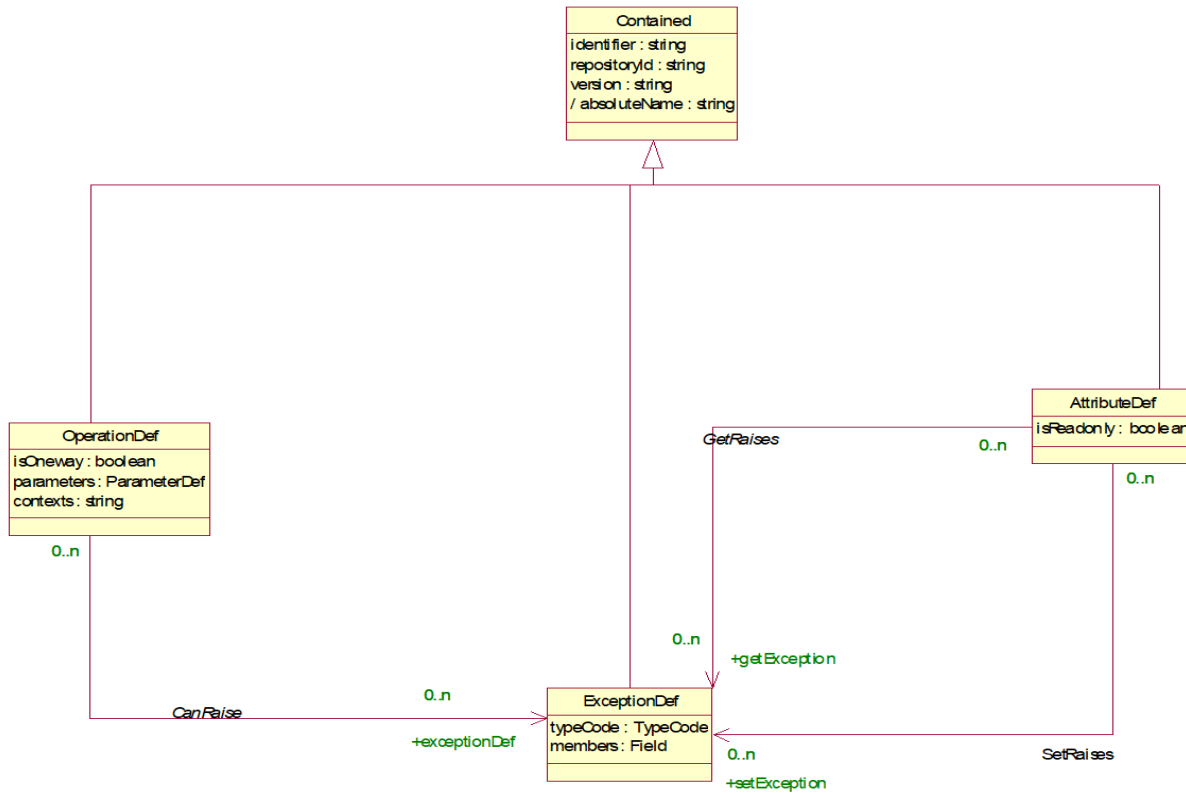 Contained
identifier : string
repositoryId : string
version : string
/ absoluteName : string
AttributeDef
isReadonly : boolean
OperationDef
isOneway : boolean
parameters : ParameterDef
contexts : string
GetRaises
0..n
0..n
0..n
0..n
+getException
0..n
CanRaise
+exceptionDef
ExceptionDef
typeCode : TypeCode
members : Field
0..n
+setException
SetRaises